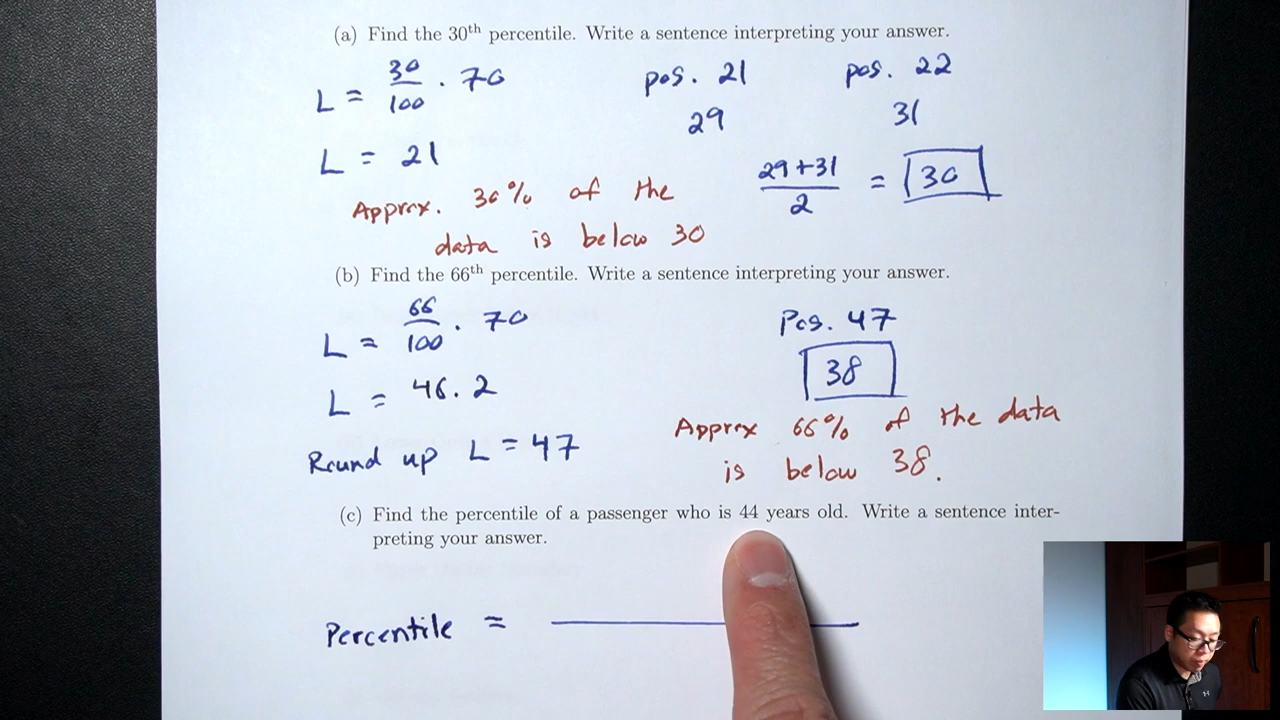 (a) Find the 30th percentile. Write a sentence interpreting your answer.
L = 30/100 · 70
pos. 21
pos. 22
29
31
L = 21
29+31/2 = 30
Approx. 30% of the
data is below 30
(b) Find the 66th percentile. Write a sentence interpreting your answer.
L = 66/100 · 70
Pos. 47
38
L = 46.2
Approx 66% of the data
is below 38.
Round up L = 47
(c) Find the percentile of a passenger who is 44 years old. Write a sentence inter-
preting your answer.
Percentile =